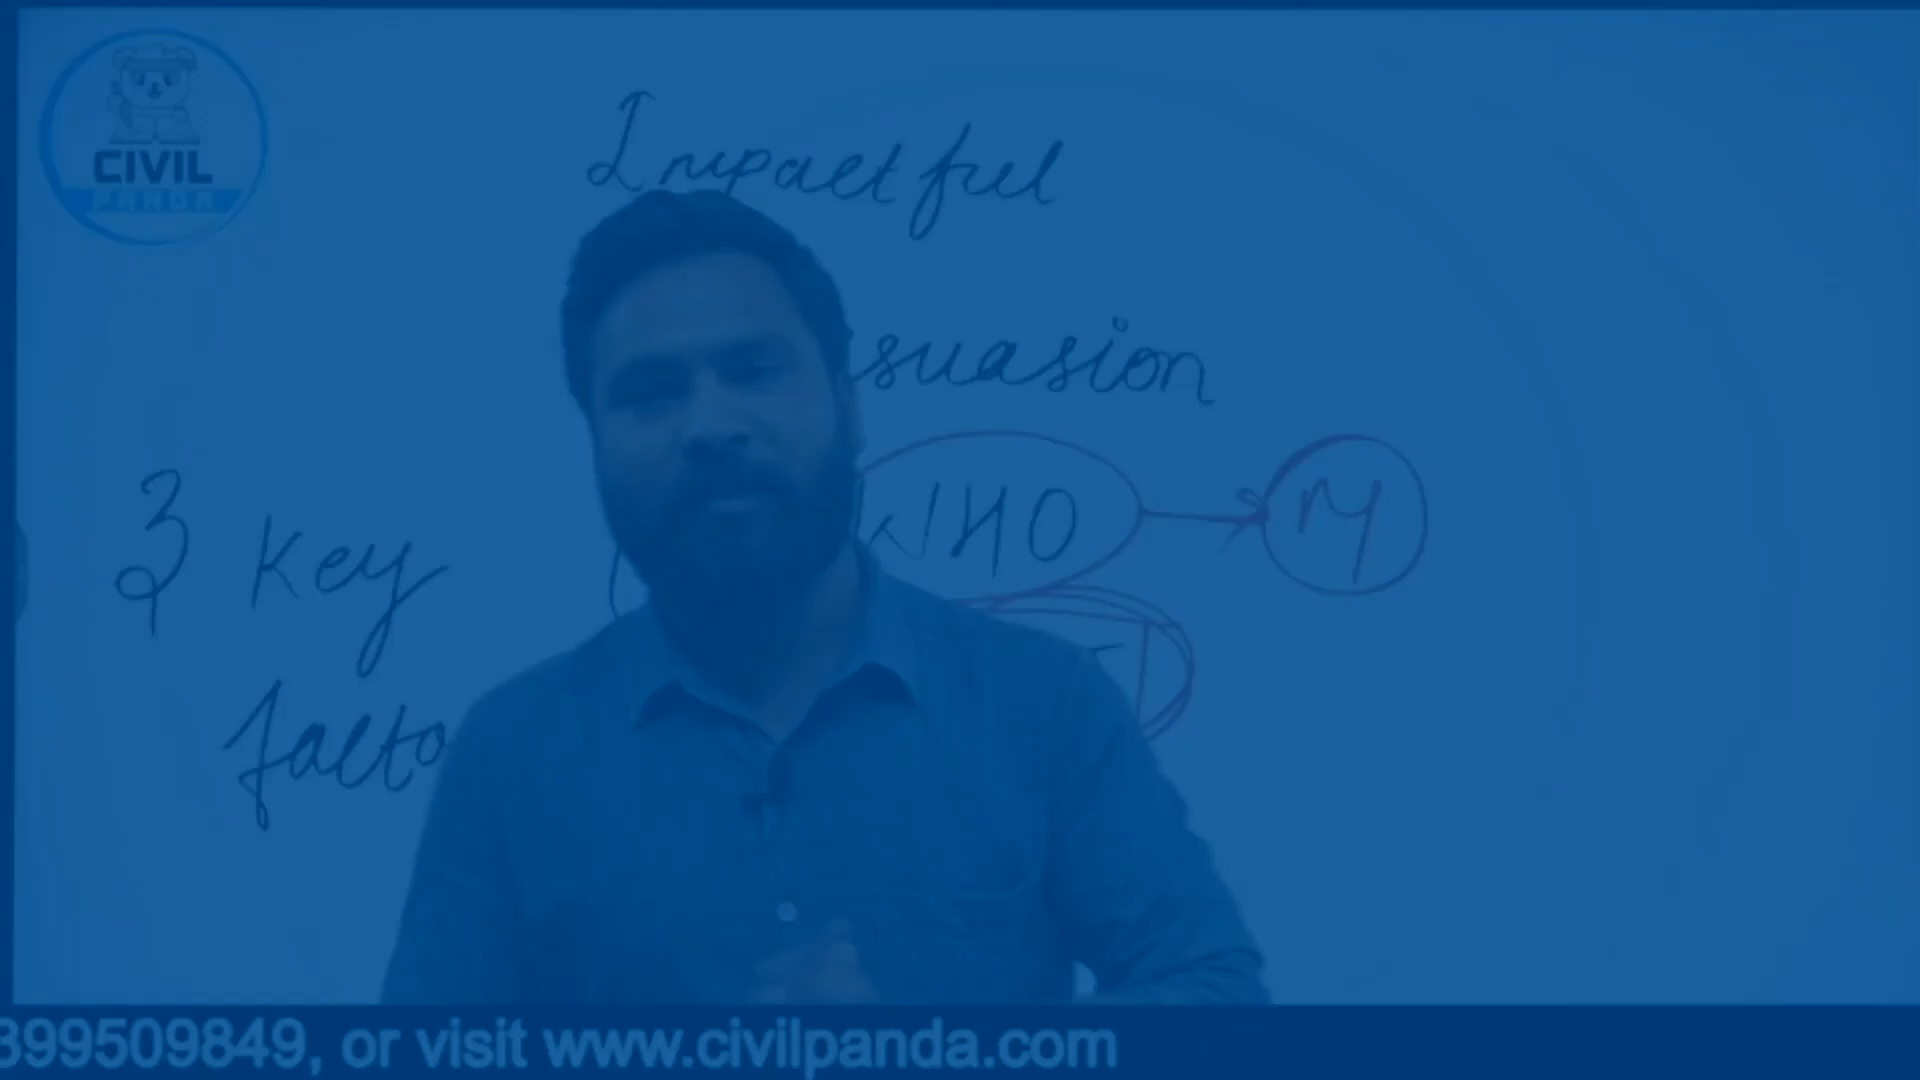 CIVIL
PANDA
Impactful
suasion
3 Key
WHO
M
facto
399509849, or visit www.civilpanda.com